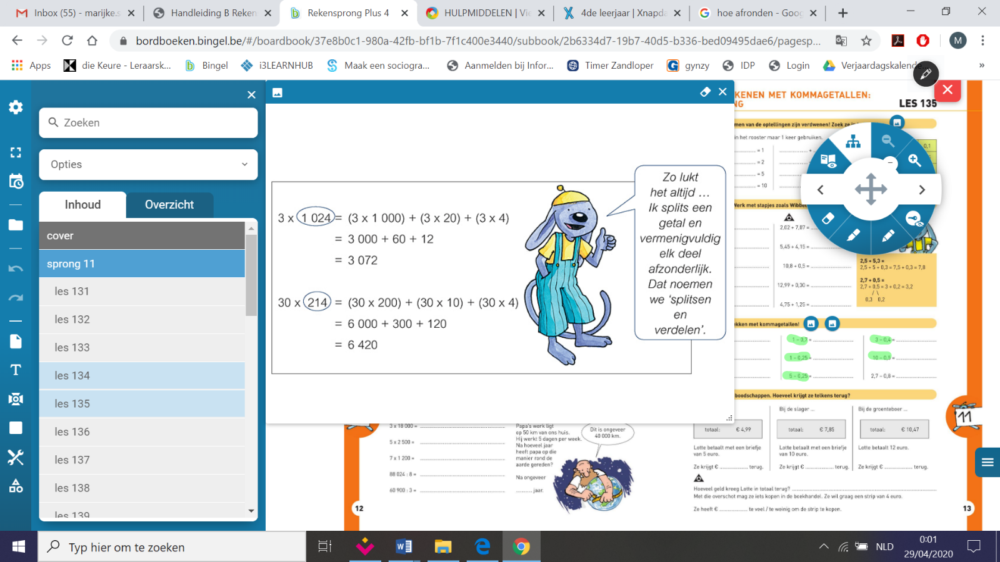 Inbox (55) - marijke.s
Handleiding B Reken
Rekensprong Plus 4
HULPMIDDELEN | Vie
4de leerjaar | Xnapda
hoe afronden - Goog
bordboeken.bingel.be/#/boardbook/37e8b0c1-980a-42fb-bf1b-7f1c400e3440/subbook/2b6334d7-19b7-40d5-b336-bed09495dae6/pagesp...
M
Apps
die Keure - Leraarsk...
Bingel
i3LEARNHUB
Maak een sociogra...
Aanmelden bij Infor...
Timer Zandloper
gynzy
IDP
Login
Verjaardagskalende
»
Zoeken
Opties
Inhoud
Overzicht
cover
sprong 11
les 131
les 132
les 133
les 134
les 135
les 136
les 137
les 138
les 139
3 x 1 024 = (3 x 1 000) + (3 x 20) + (3 x 4)
= 3 000 + 60 + 12
= 3 072
30 x 214 = (30 x 200) + (30 x 10) + (30 x 4)
= 6 000 + 300 + 120
= 6 420
Zo lukt
het altijd ...
Ik splits een
getal en
vermenigvuldig
elk deel
afzonderlijk.
Dat noemen
we 'splitsen
en
verdelen'.
KENEN MET KOMMAGETALLEN:
NG
LES 135
men van de optellingen zijn verdwenen! Zoek ze
in het rooster maar 1 keer gebruiken.
= 1
= 2
= 5
= 10
0,1
Werk met stapjes zoals Wibbel
2,02 + 7,07 =
5,45 + 4,15 =
10,8 + 0,5 =
12,99 + 0,30 =
4,75 + 1,25 =
2,5 + 5,3 =
2,5 + 5 + 0,3 = 7,5 + 0,3 = 7,8
2,7 + 0,5 =
2,7 + 0,5 = 3 + 0,2 = 3,2
0,3 0,2
ekken met kommagetallen!
1 - 0,7 =
3 - 0,4 =
1 - 0,25 =
10 - 0,5 =
5 - 0,25 =
2,7 - 0,8 =
boodschappen. Hoeveel krijgt ze telkens terug?
Bij de slager ...
Bij de groenteboer ...
totaal: € 4,99
totaal: € 7,85
totaal: € 10,47
Lotte betaalt met een briefje
van 5 euro.
Lotte betaalt met een briefje
van 10 euro.
Lotte betaalt 12 euro.
Ze krijgt € ............ terug.
Ze krijgt € ............ terug.
Ze krijgt € ............ terug.
Hoeveel geld kreeg Lotte in totaal terug?
Met die overschot mag ze iets kopen in de boekhandel. Ze wil graag een strip van 4 euro.
Ze heeft € ............ te veel / te weinig om de strip te kopen.
11
13
3 x 18 000 =
5 x 2 500 =
7 x 1 200 =
88 024 : 8 =
60 900 : 3 =
Papa's werk ligt
op 50 km van ons huis.
Hij werkt 5 dagen per week.
Na hoeveel jaar
heeft papa op die
manier rond de
aarde gereden?
Na ongeveer
......... jaar.
Dit is ongeveer
40 000 km.
12
Typ hier om te zoeken
NLD
0:01
29/04/2020